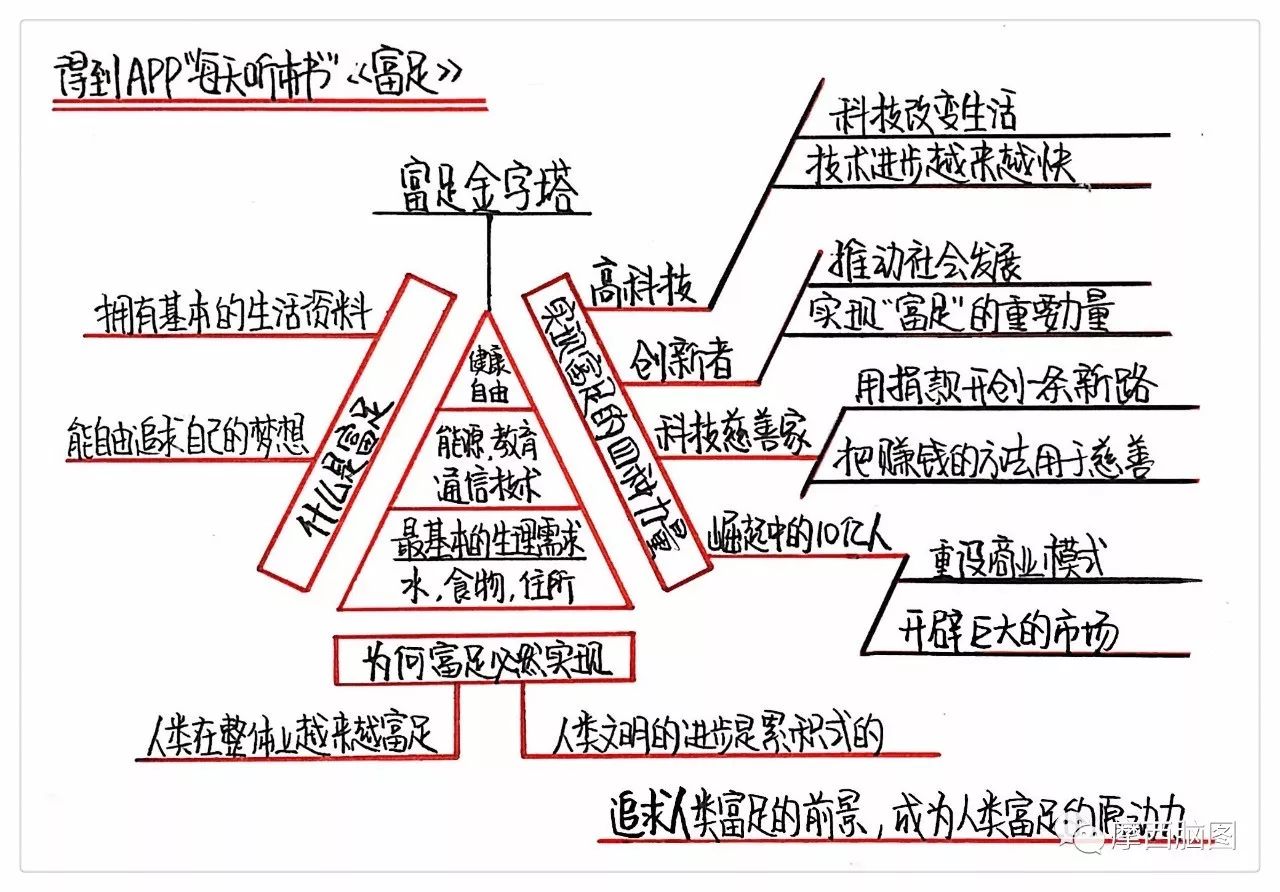 得到APP“每天听本书”《富足》
富足金字塔
健康
自由
能源,教育
通信技术
最基本的生理需求
水,食物,住所
什么是富足
拥有基本的生活资料
能自由追求自己的梦想
实现富足的四种力量
高科技
科技改变生活
技术进步越来越快
创新者
推动社会发展
实现“富足”的重要力量
科技慈善家
用捐款开创一条新路
把赚钱的方法用于慈善
崛起中的10亿人
重设商业模式
开辟巨大的市场
为何富足必然实现
人类在整体上越来越富足
人类文明的进步是累积式的
追求人类富足的前景,成为人类富足的原动力
摩西脑图